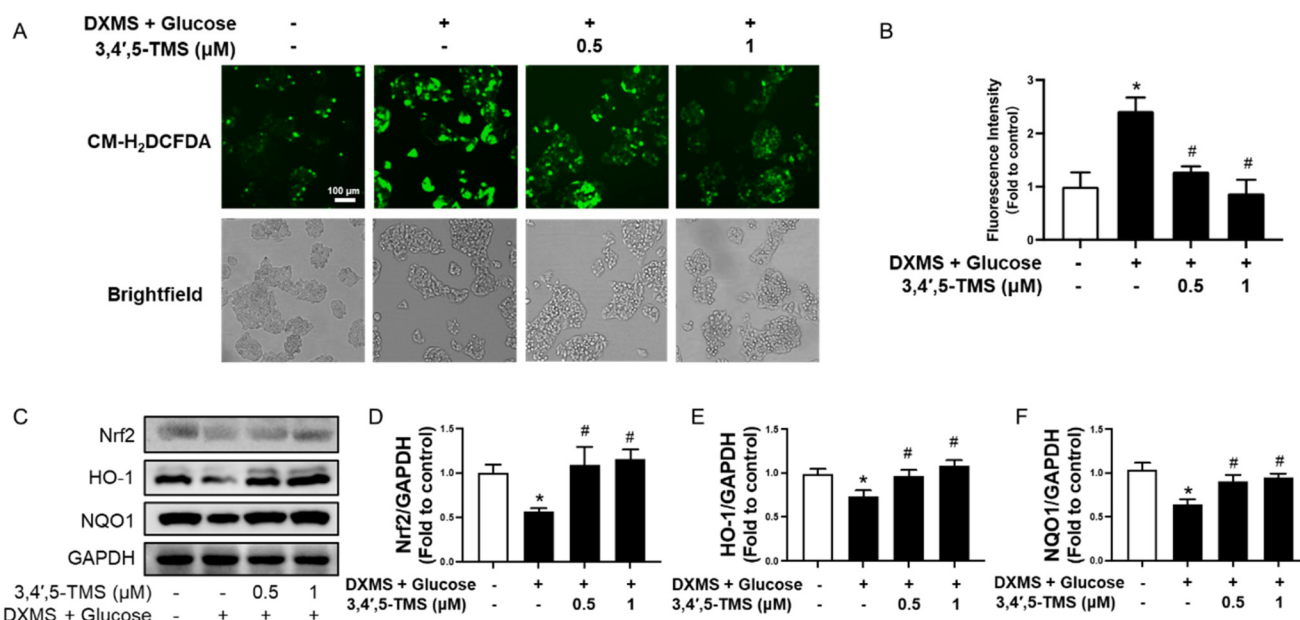 A
DXMS + Glucose - + + +
3,4′,5-TMS (μM) - - 0.5 1
CM-H₂DCFDA
100 μm
Brightfield
B
Fluorescence Intensity
(Fold to control)
3
2
1
0
*
#
#
DXMS + Glucose - + + +
3,4′,5-TMS (μM) - - 0.5 1
C
Nrf2
HO-1
NQO1
GAPDH
3,4′,5-TMS (μM) - - 0.5 1
DXMS + Glucose - + + +
D
Nrf2/GAPDH
(Fold to control)
1.5
1.0
0.5
0.0
*
#
#
DXMS + Glucose - + + +
3,4′,5-TMS (μM) - - 0.5 1
E
HO-1/GAPDH
(Fold to control)
1.5
1.0
0.5
0.0
*
#
#
DXMS + Glucose - + + +
3,4′,5-TMS (μM) - - 0.5 1
F
NQO1/GAPDH
(Fold to control)
1.5
1.0
0.5
0.0
*
#
#
DXMS + Glucose - + + +
3,4′,5-TMS (μM) - - 0.5 1